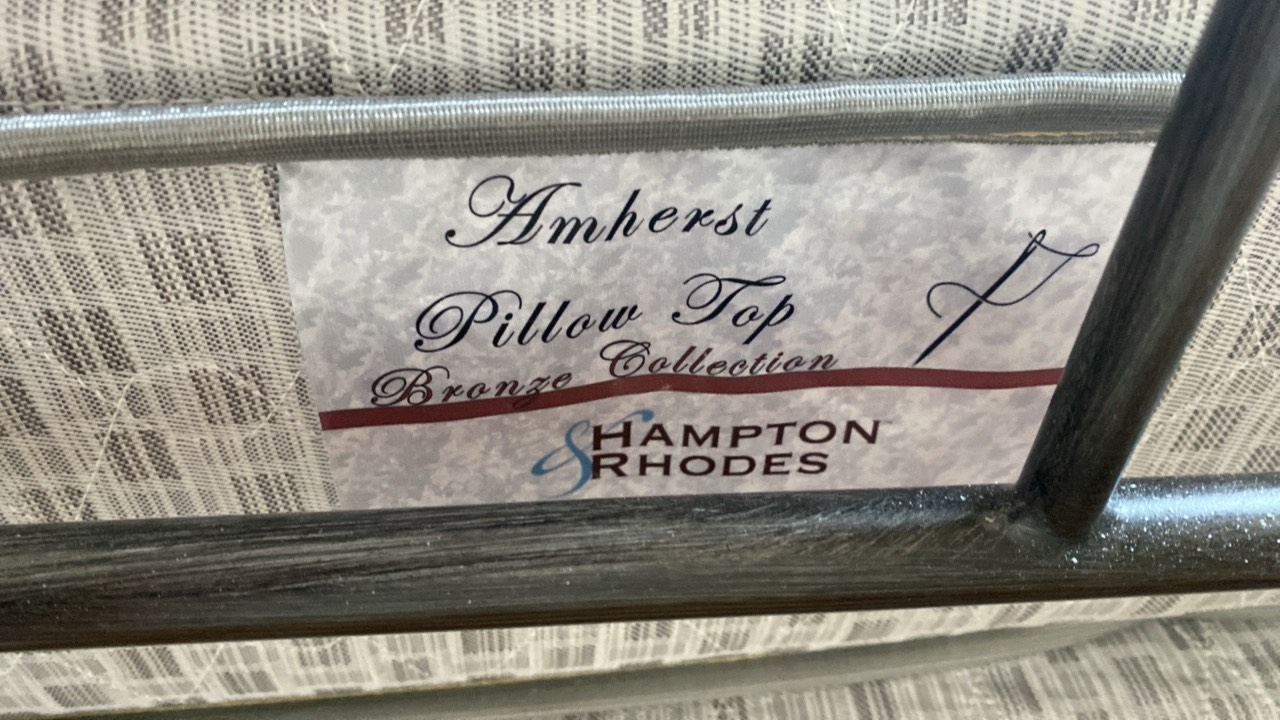 Amherst
Pillow Top
Bronze Collection
& HAMPTON
RHODES